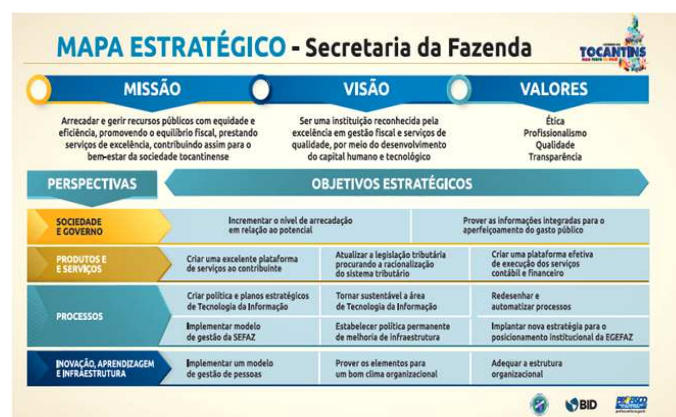 MAPA ESTRATÉGICO - Secretaria da Fazenda
TOCANTINS
MISSÃO
VISÃO
VALORES
Arrecadar e gerir recursos públicos com equidade e
eficiência, promovendo o equilíbrio fiscal, prestando
serviços de excelência, contribuindo assim para o
bem-estar da sociedade tocantinense
Ser uma instituição reconhecida pela
excelência em gestão fiscal e serviços de
qualidade, por meio do desenvolvimento
do capital humano e tecnológico
Ética
Profissionalismo
Qualidade
Transparência
PERSPECTIVAS
OBJETIVOS ESTRATÉGICOS
SOCIEDADE
E GOVERNO
Incrementar o nível de arrecadação
em relação ao potencial
Prover as informações integradas para o
aperfeiçoamento do gasto público
PRODUTOS E
E SERVIÇOS
Criar uma excelente plataforma
de serviços ao contribuinte
Atualizar a legislação tributária
procurando a racionalização
do sistema tributário
Criar uma plataforma efetiva
de execução dos serviços
contábil e financeiro
PROCESSOS
Criar política e planos estratégicos
de Tecnologia da Informação
Tornar sustentável a área
de Tecnologia da Informação
Redesenhar e
automatizar processos
Implementar modelo
de gestão da SEFAZ
Estabelecer política permanente
de melhoria de infraestrutura
Implantar nova estratégia para o
posicionamento institucional da EGEFAZ
INOVAÇÃO, APRENDIZAGEM
E INFRAESTRUTURA
Implementar um modelo
de gestão de pessoas
Prover os elementos para
um bom clima organizacional
Adequar a estrutura
organizacional
BID
PROFISCO